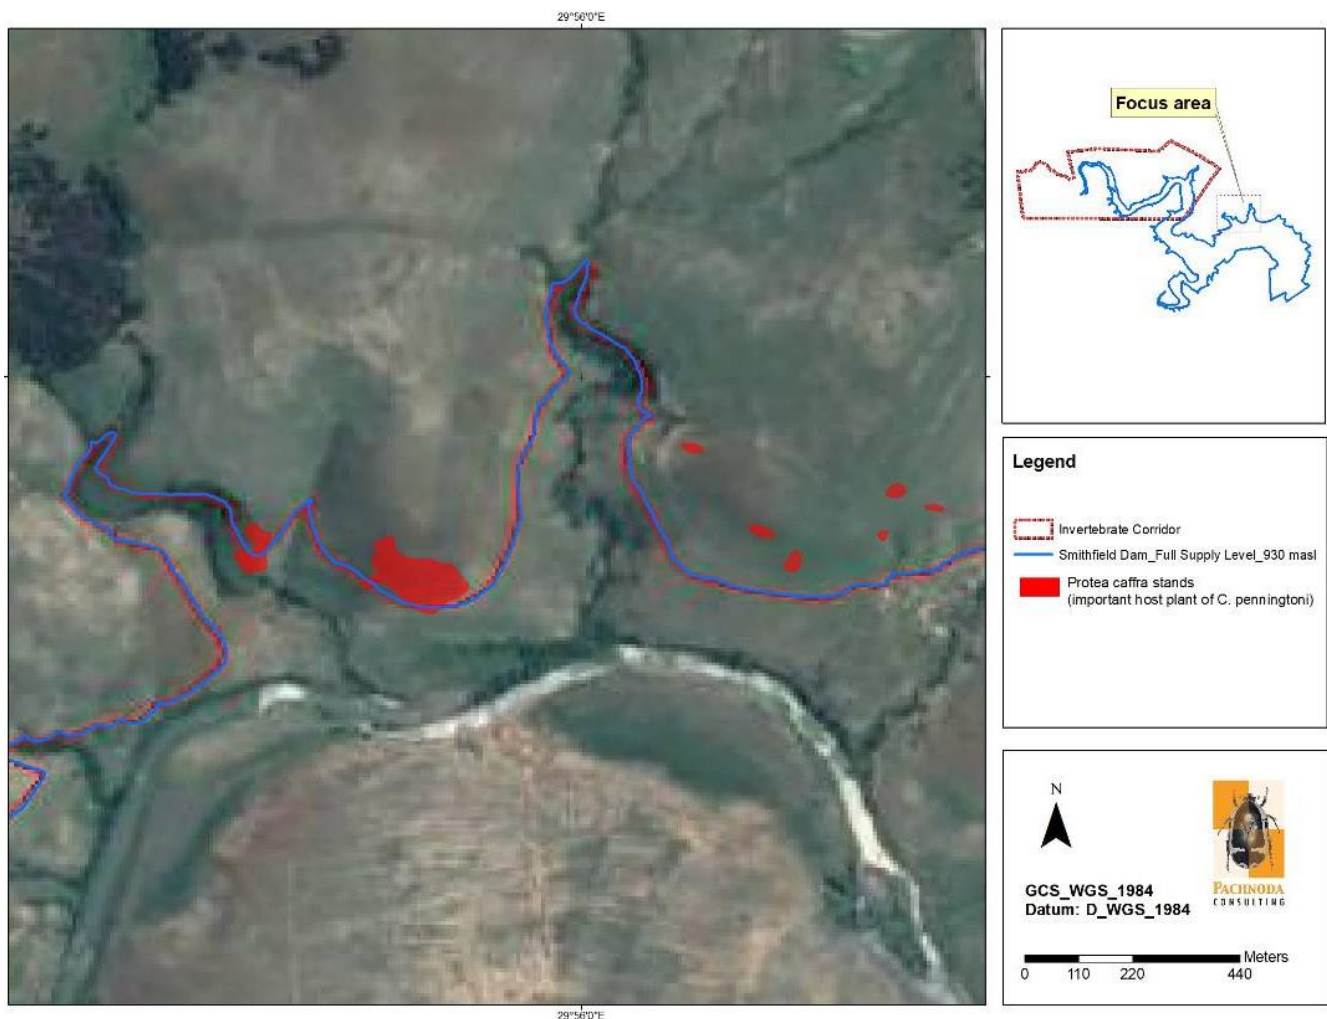 29°56'0"E
Focus area
Legend
Invertebrate Corridor
Smithfield Dam_Full Supply Level_930 masl
Protea caffra stands
(important host plant of C. penningtoni)
N
GCS_WGS_1984
Datum: D_WGS_1984
PACHNODA
CONSULTING
Meters
0 110 220 440
29°56'0"E